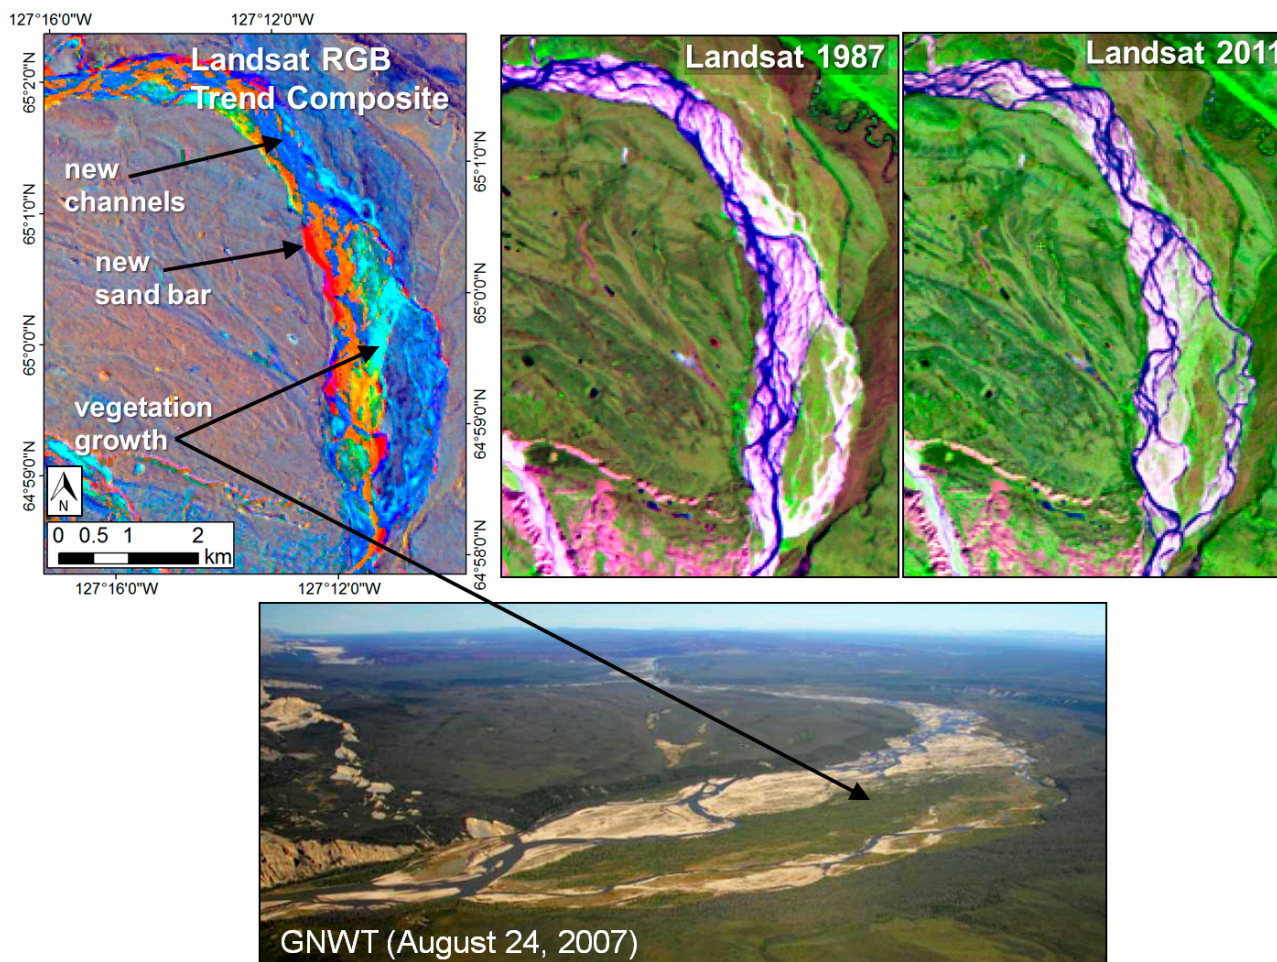 127°16'0"W
127°12'0"W
Landsat RGB
Trend Composite
Landsat 1987
Landsat 2011
65°2'0"N
65°1'0"N
65°0'0"N
64°59'0"N
new
channels
new
sand bar
vegetation
growth
N
0 0.5 1 2
km
65°1'0"N
65°0'0"N
64°59'0"N
64°58'0"N
127°16'0"W
127°12'0"W
GNWT (August 24, 2007)